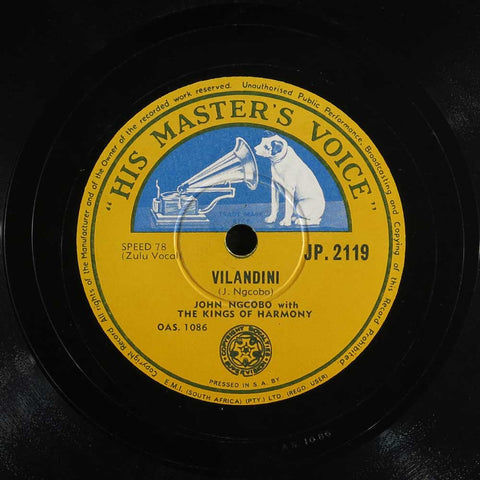 Copyright Record. All rights of the Manufacturer and of the Owner of the recorded work reserved. Unauthorised Public Performance, Broadcasting and Copying of this Record Prohibited
"HIS MASTER'S VOICE"
TRADE MARK
SPEED 78
(Zulu Vocal)
JP. 2119
VILANDINI
(J. Ngcobo)
JOHN NGCOBO with
THE KINGS OF HARMONY
OAS. 1086
COPYRIGHT ROYALTIES
SUPERVISION
PRESSED IN S. A. BY
E.M.I. (SOUTH AFRICA) (PTY.) LTD. (REGD. USER)